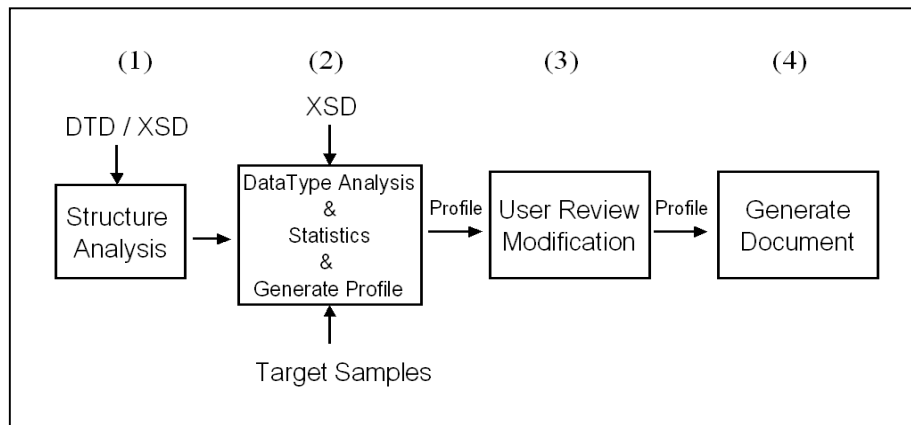 (1)
(2)
(3)
(4)
DTD / XSD
XSD
Structure
Analysis
DataType Analysis
&
Statistics
&
Generate Profile
Profile
User Review
Modification
Profile
Generate
Document
Target Samples